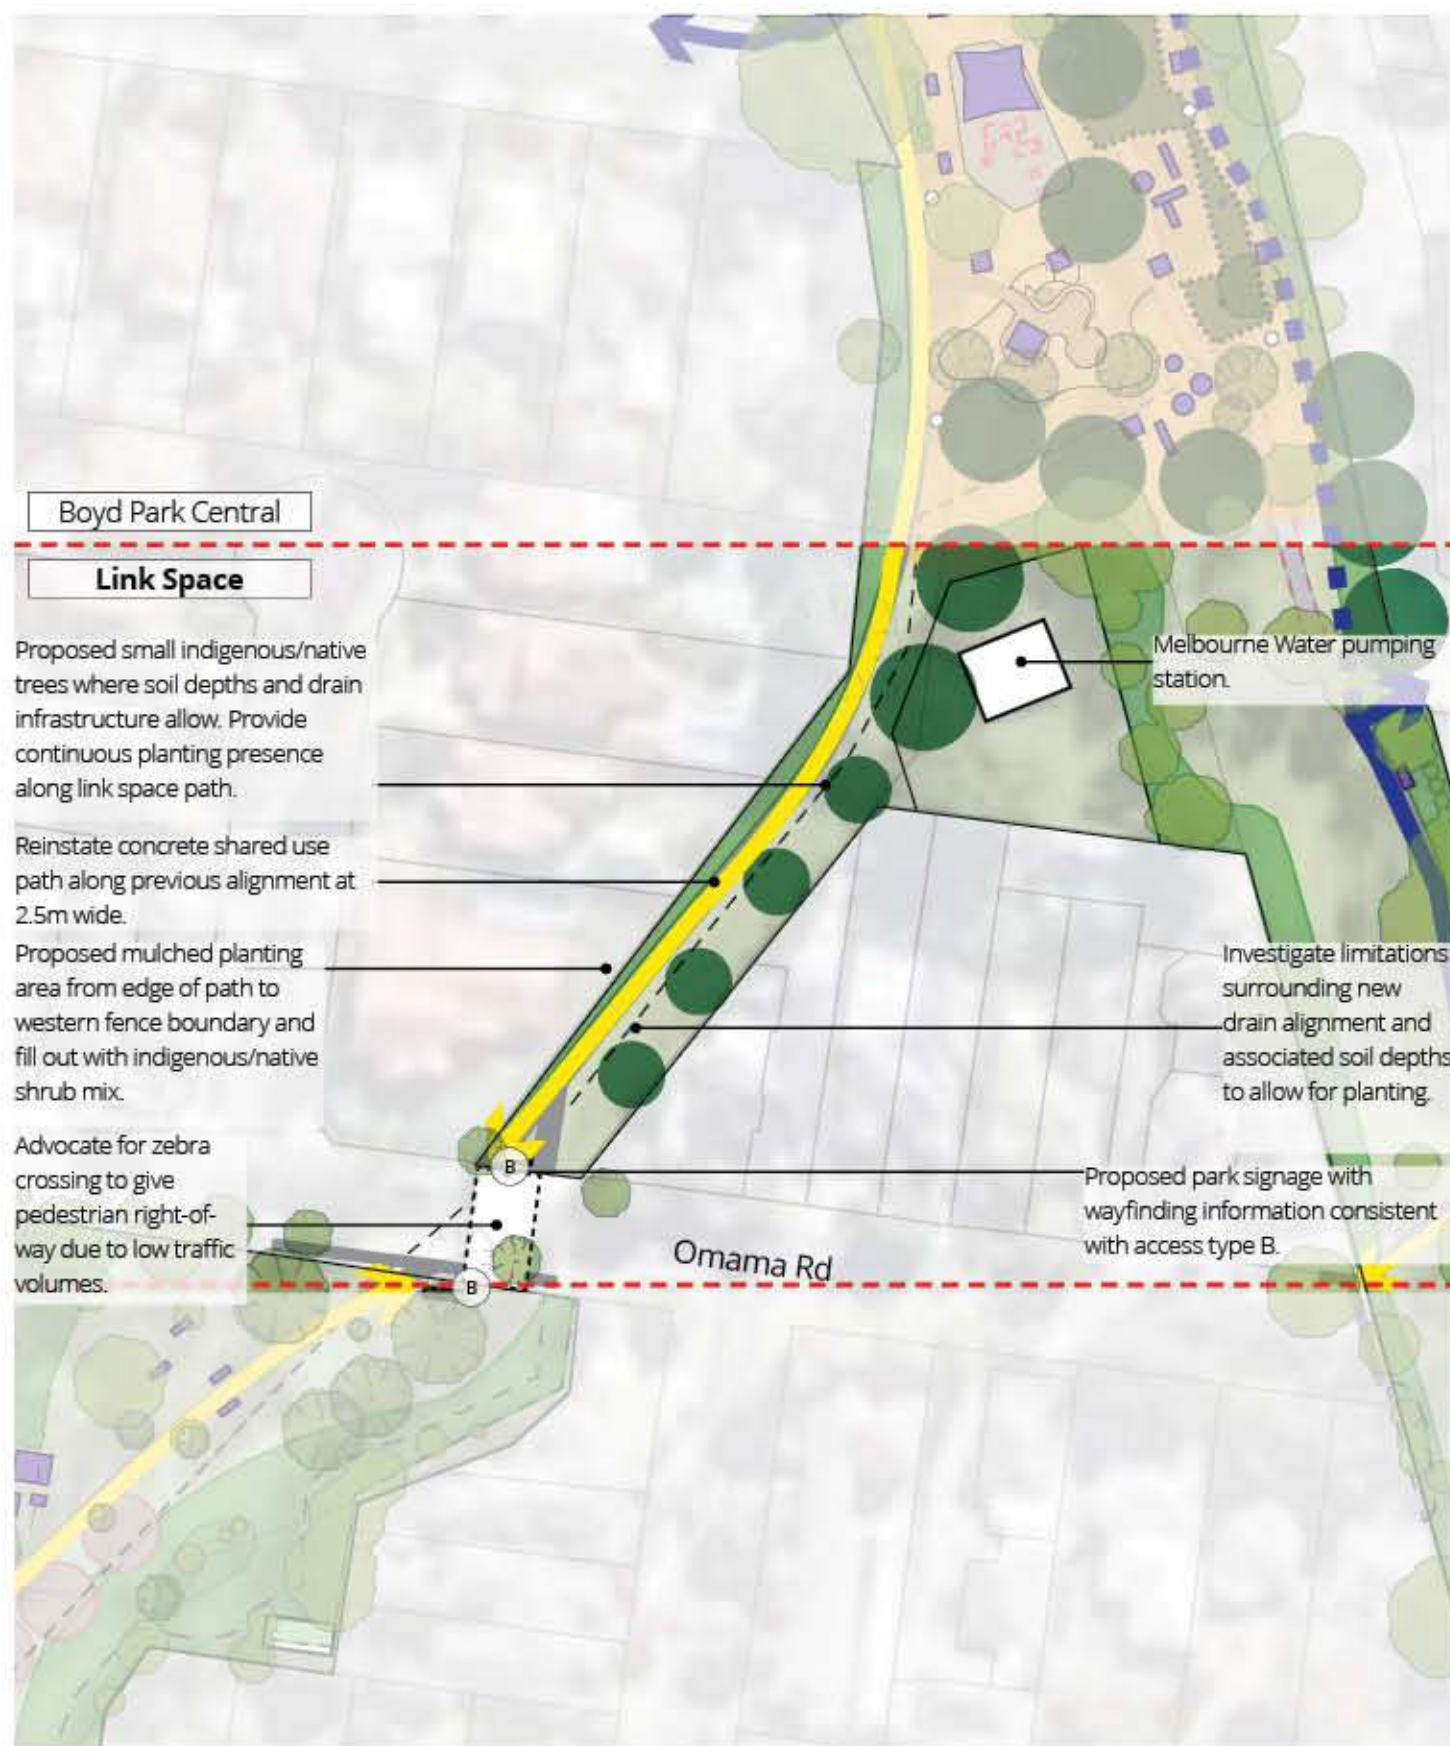 Boyd Park Central
Link Space
Proposed small indigenous/native
trees where soil depths and drain
infrastructure allow. Provide
continuous planting presence
along link space path.
Melbourne Water pumping
station.
Reinstate concrete shared use
path along previous alignment at
2.5m wide.
Proposed mulched planting
area from edge of path to
western fence boundary and
fill out with indigenous/native
shrub mix.
Investigate limitations
surrounding new
drain alignment and
associated soil depths
to allow for planting.
Advocate for zebra
crossing to give
pedestrian right-of-
way due to low traffic
volumes.
B
Proposed park signage with
wayfinding information consistent
with access type B.
Omama Rd
B